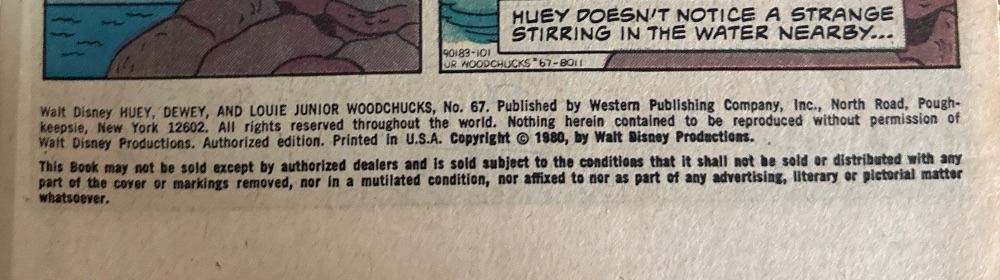 HUEY DOESN'T NOTICE A STRANGE
STIRRING IN THE WATER NEARBY...
90183-101
JR WOODCHUCKS #67-8011
Walt Disney HUEY, DEWEY, AND LOUIE JUNIOR WOODCHUCKS, No. 67. Published by Western Publishing Company, Inc., North Road, Pough-
keepsie, New York 12602. All rights reserved throughout the world. Nothing herein contained to be reproduced without permission of
Walt Disney Productions. Authorized edition. Printed in U.S.A. Copyright © 1980, by Walt Disney Productions.
This Book may not be sold except by authorized dealers and is sold subject to the conditions that it shall not be sold or distributed with any
part of the cover or markings removed, nor in a mutilated condition, nor affixed to nor as part of any advertising, literary or pictorial matter
whatsoever.